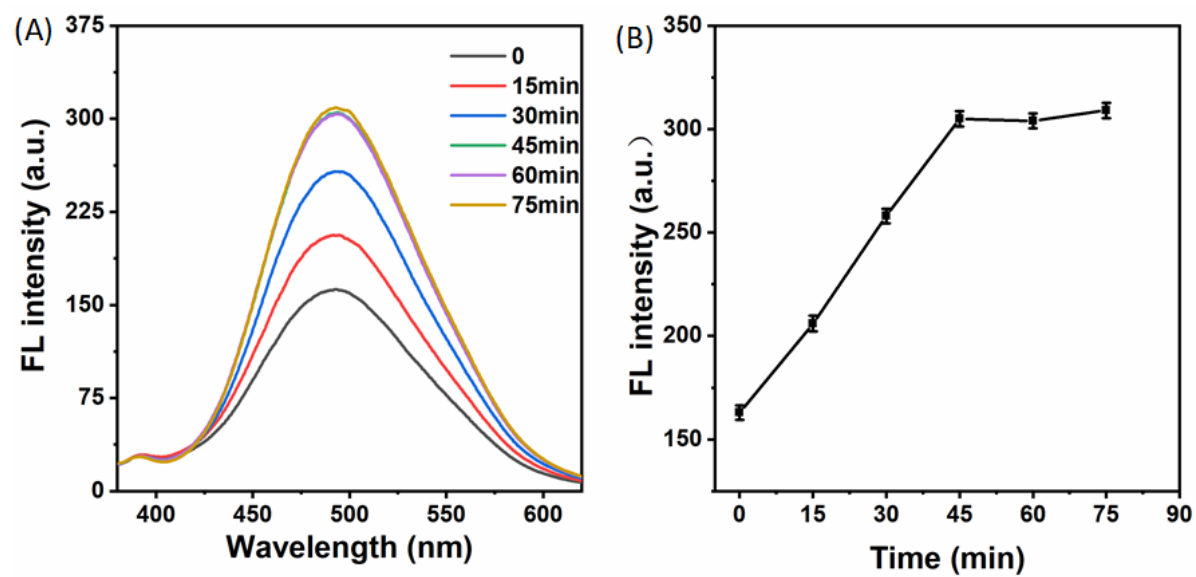 (A)
375
300
225
150
75
0
FL intensity (a.u.)
400 450 500 550 600
Wavelength (nm)
0
15min
30min
45min
60min
75min
(B)
350
300
250
200
150
FL intensity (a.u.）
0 15 30 45 60 75 90
Time (min)